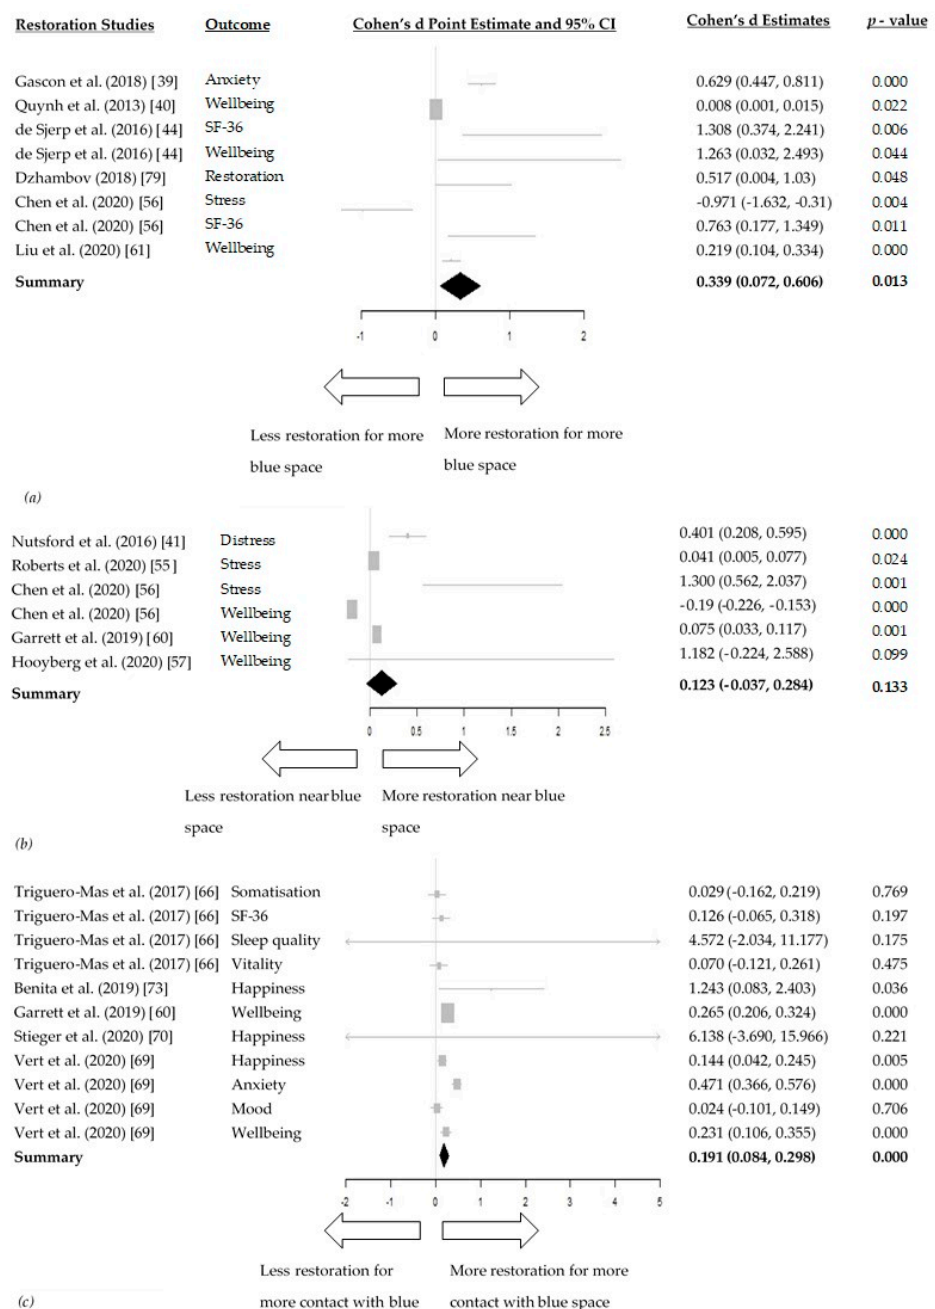 Restoration Studies Outcome Cohen's d Point Estimate and 95% CI Cohen's d Estimates p - value
Gascon et al. (2018) [39] Anxiety 0.629 (0.447, 0.811) 0.000
Quynh et al. (2013) [40] Wellbeing 0.008 (0.001, 0.015) 0.022
de Sjerp et al. (2016) [44] SF-36 1.308 (0.374, 2.241) 0.006
de Sjerp et al. (2016) [44] Wellbeing 1.263 (0.032, 2.493) 0.044
Dzhambov (2018) [79] Restoration 0.517 (0.004, 1.03) 0.048
Chen et al. (2020) [56] Stress -0.971 (-1.632, -0.31) 0.004
Chen et al. (2020) [56] SF-36 0.763 (0.177, 1.349) 0.011
Liu et al. (2020) [61] Wellbeing 0.219 (0.104, 0.334) 0.000
Summary 0.339 (0.072, 0.606) 0.013
-1 0 1 2
Less restoration for more
blue space
More restoration for more
blue space
(a)
Nutsford et al. (2016) [41] Distress 0.401 (0.208, 0.595) 0.000
Roberts et al. (2020) [55] Stress 0.041 (0.005, 0.077) 0.024
Chen et al. (2020) [56] Stress 1.300 (0.562, 2.037) 0.001
Chen et al. (2020) [56] Wellbeing -0.19 (-0.226, -0.153) 0.000
Garrett et al. (2019) [60] Wellbeing 0.075 (0.033, 0.117) 0.001
Hooyberg et al. (2020) [57] Wellbeing 1.182 (-0.224, 2.588) 0.099
Summary 0.123 (-0.037, 0.284) 0.133
0 0.5 1 1.5 2 2.5
Less restoration near blue
space
More restoration near blue
space
(b)
Triguero-Mas et al. (2017) [66] Somatisation 0.029 (-0.162, 0.219) 0.769
Triguero-Mas et al. (2017) [66] SF-36 0.126 (-0.065, 0.318) 0.197
Triguero-Mas et al. (2017) [66] Sleep quality 4.572 (-2.034, 11.177) 0.175
Triguero-Mas et al. (2017) [66] Vitality 0.070 (-0.121, 0.261) 0.475
Benita et al. (2019) [73] Happiness 1.243 (0.083, 2.403) 0.036
Garrett et al. (2019) [60] Wellbeing 0.265 (0.206, 0.324) 0.000
Stieger et al. (2020) [70] Happiness 6.138 (-3.690, 15.966) 0.221
Vert et al. (2020) [69] Happiness 0.144 (0.042, 0.245) 0.005
Vert et al. (2020) [69] Anxiety 0.471 (0.366, 0.576) 0.000
Vert et al. (2020) [69] Mood 0.024 (-0.101, 0.149) 0.706
Vert et al. (2020) [69] Wellbeing 0.231 (0.106, 0.355) 0.000
Summary 0.191 (0.084, 0.298) 0.000
-2 -1 0 1 2 3 4 5
Less restoration for
more contact with blue
More restoration for more
contact with blue space
(c)